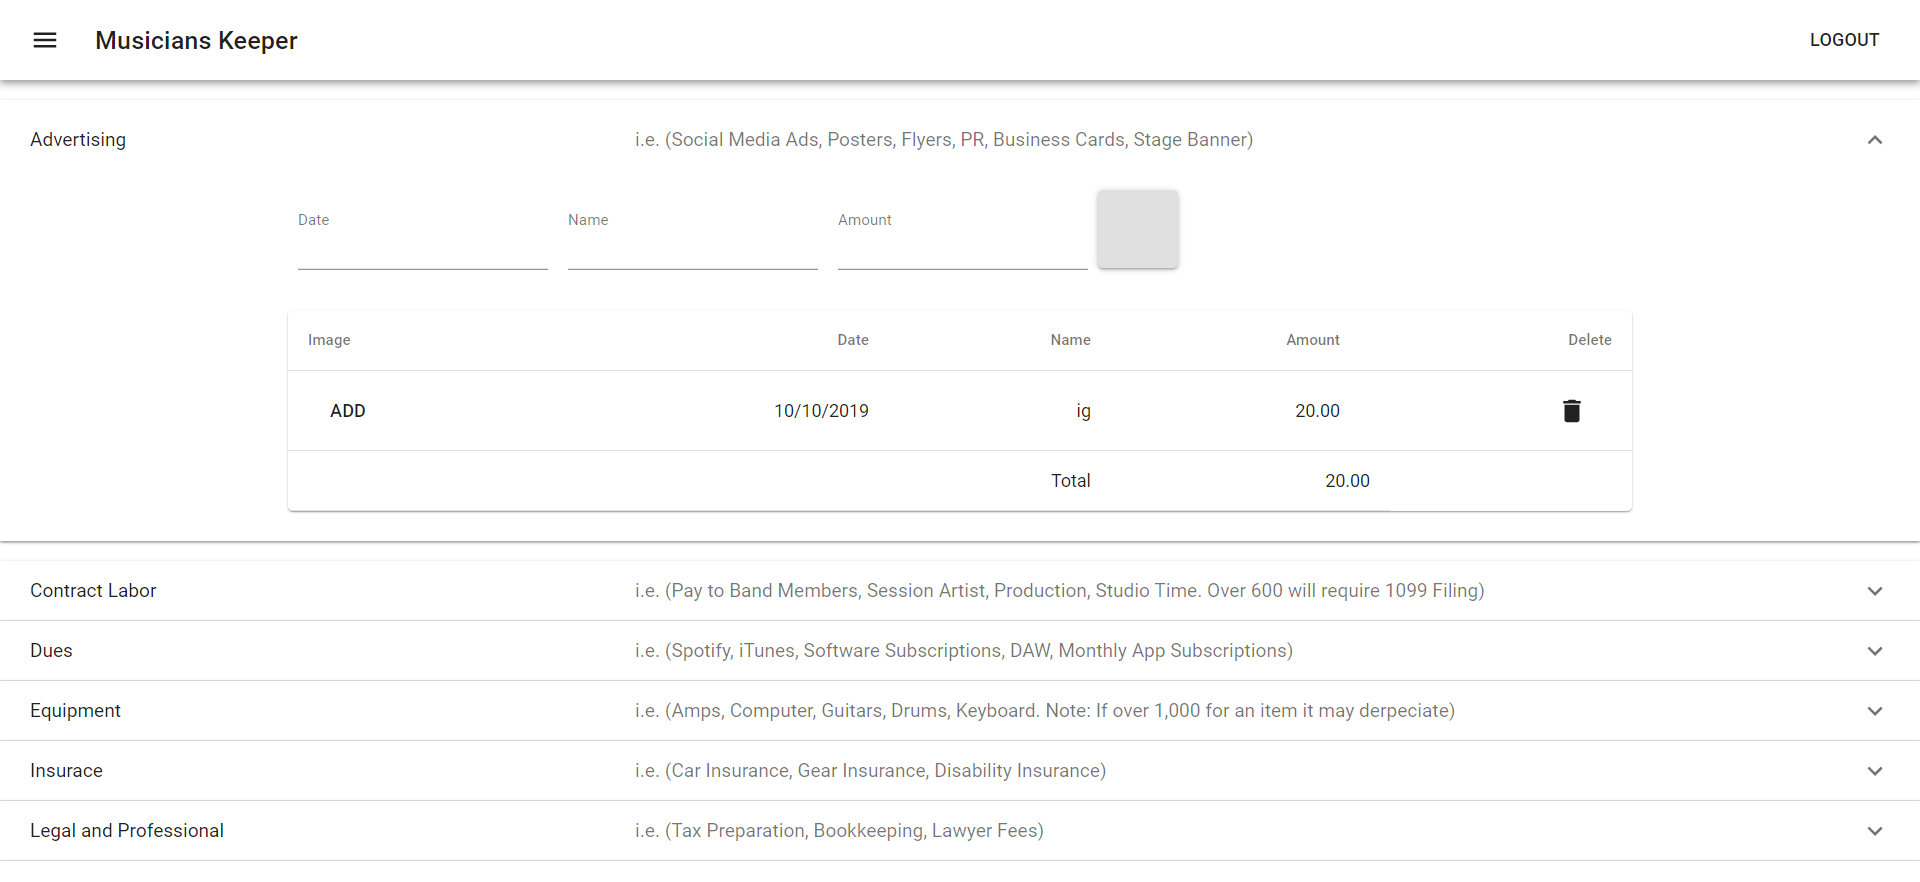 Musicians Keeper LOGOUT
Advertising i.e. (Social Media Ads, Posters, Flyers, PR, Business Cards, Stage Banner)
Date Name Amount
Image Date Name Amount Delete
ADD 10/10/2019 ig 20.00
Total 20.00
Contract Labor i.e. (Pay to Band Members, Session Artist, Production, Studio Time. Over 600 will require 1099 Filing)
Dues i.e. (Spotify, iTunes, Software Subscriptions, DAW, Monthly App Subscriptions)
Equipment i.e. (Amps, Computer, Guitars, Drums, Keyboard. Note: If over 1,000 for an item it may derpeciate)
Insurace i.e. (Car Insurance, Gear Insurance, Disability Insurance)
Legal and Professional i.e. (Tax Preparation, Bookkeeping, Lawyer Fees)